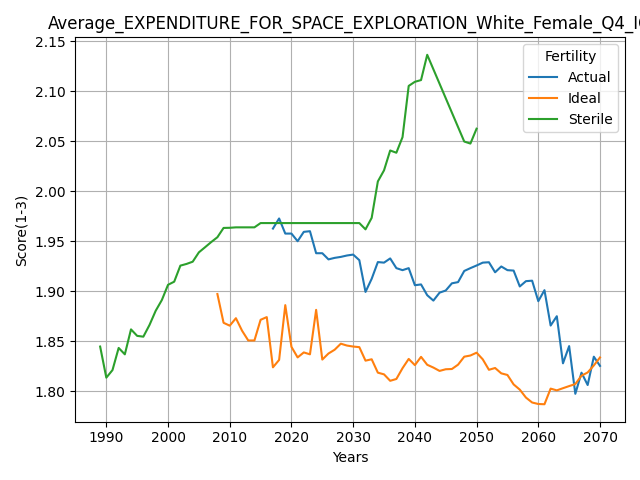 Average_EXPENDITURE_FOR_SPACE_EXPLORATION_White_Female_Q4_I
2.15
2.10
2.05
2.00
1.95
1.90
1.85
1.80
Score(1-3)
Fertility
Actual
Ideal
Sterile
1990 2000 2010 2020 2030 2040 2050 2060 2070
Years